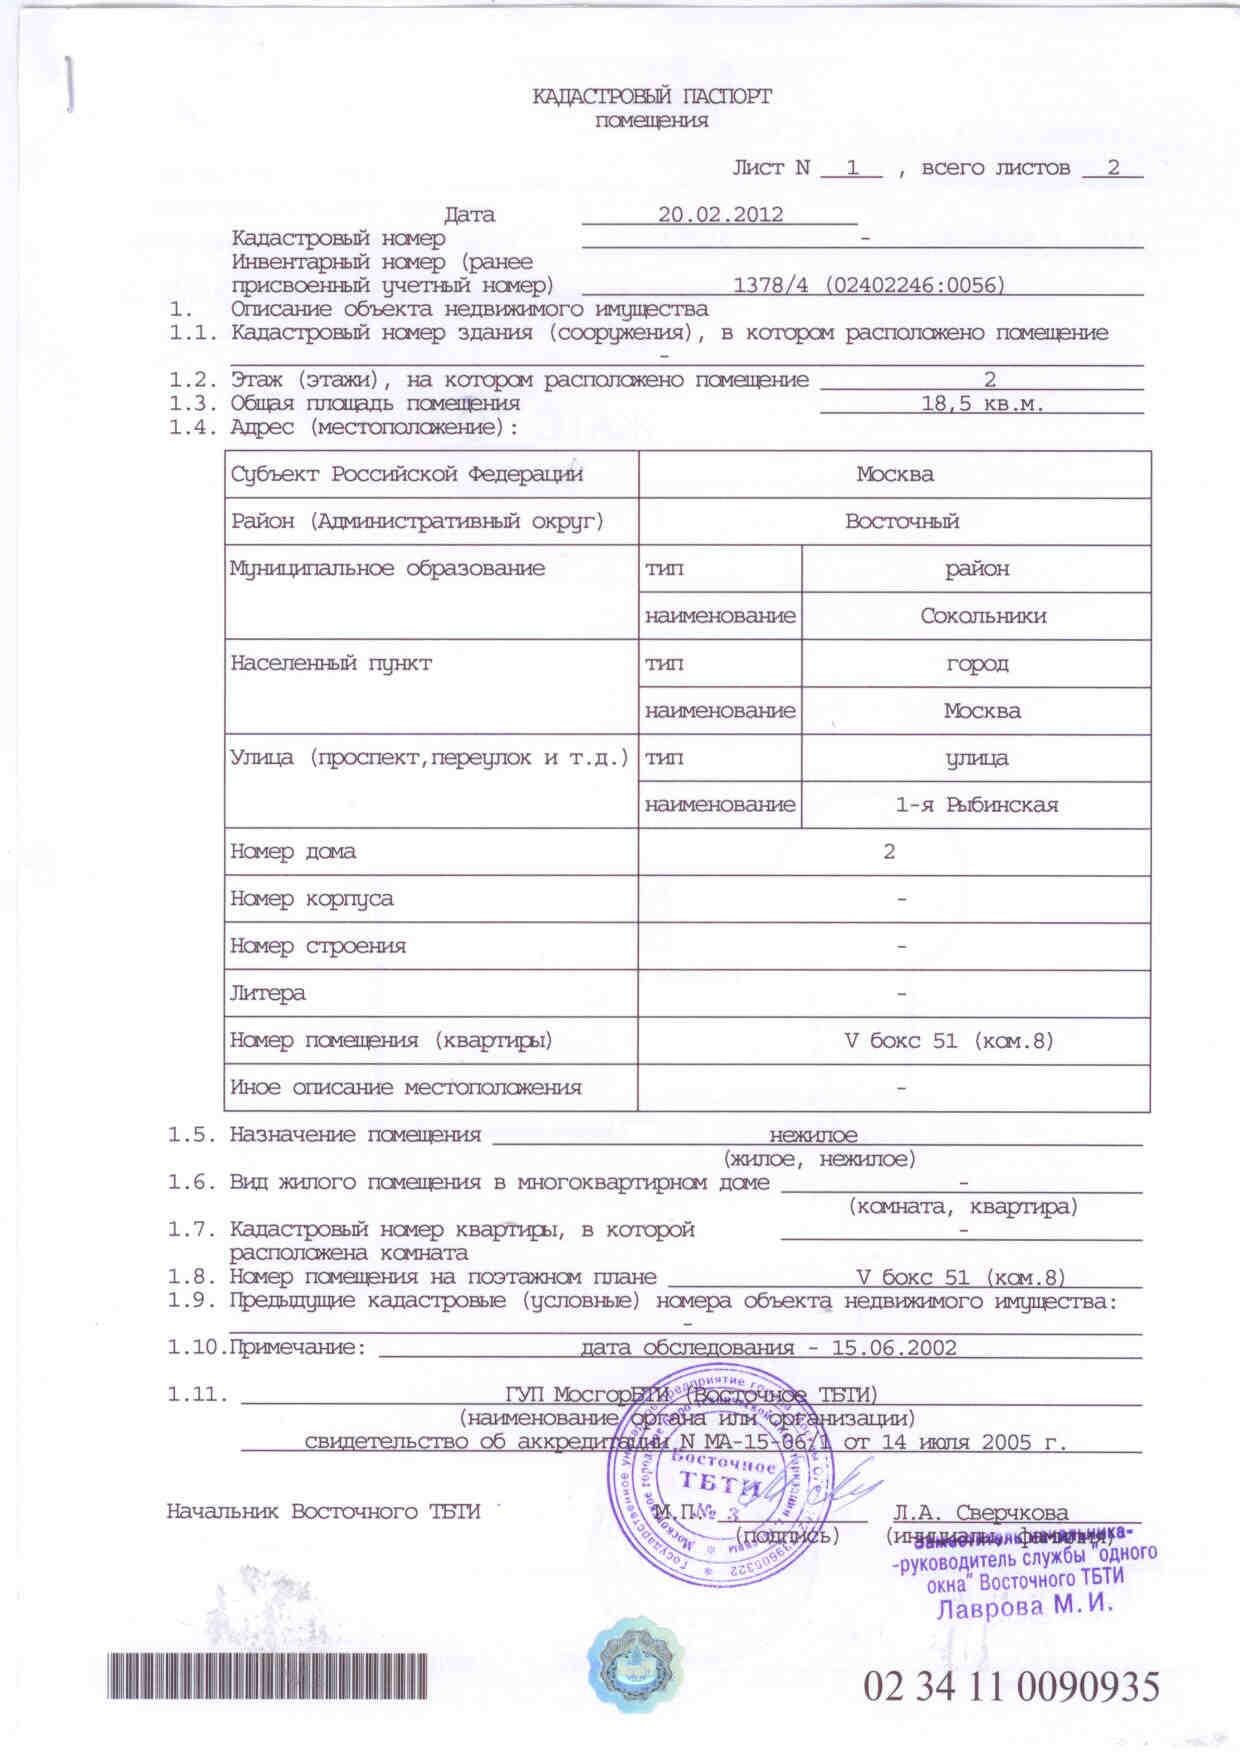 КАДАСТРОВЫЙ ПАСПОРТ
помещения
Лист N 1 , всего листов 2
Дата 20.02.2012
Кадастровый номер -
Инвентарный номер (ранее
присвоенный учетный номер) 1378/4 (02402246:0056)
1. Описание объекта недвижимого имущества
1.1. Кадастровый номер здания (сооружения), в котором расположено помещение
-
1.2. Этаж (этажи), на котором расположено помещение 2
1.3. Общая площадь помещения 18,5 кв.м.
1.4. Адрес (местоположение):
Субъект Российской Федерации Москва
Район (Административный округ) Восточный
Муниципальное образование тип район
наименование Сокольники
Населенный пункт тип город
наименование Москва
Улица (проспект,переулок и т.д.) тип улица
наименование 1-я Рыбинская
Номер дома 2
Номер корпуса -
Номер строения -
Литера -
Номер помещения (квартиры) V бокс 51 (ком.8)
Иное описание местоположения -
1.5. Назначение помещения нежилое
(жилое, нежилое)
1.6. Вид жилого помещения в многоквартирном доме -
(комната, квартира)
1.7. Кадастровый номер квартиры, в которой -
расположена комната
1.8. Номер помещения на поэтажном плане V бокс 51 (ком.8)
1.9. Предыдущие кадастровые (условные) номера объекта недвижимого имущества:
-
1.10.Примечание: дата обследования - 15.06.2002
1.11. ГУП МосгорБТИ (Восточное ТБТИ)
(наименование органа или организации)
свидетельство об аккредитации N МА-15-06/1 от 14 июля 2005 г.
Восточное
ТБТИ
№ 3
Начальник Восточного ТБТИ М.П. Л.А. Сверчкова
(подпись) (инициалы, фамилия)
Заместитель начальника-
-руководитель службы "одного
окна" Восточного ТБТИ
Лаврова М.И.
02 34 11 0090935